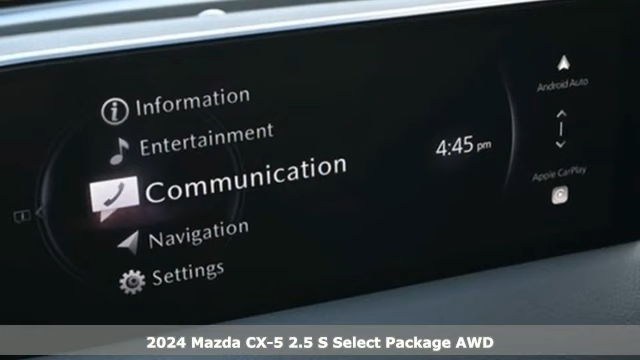 Information
Entertainment
Communication
Navigation
Settings
4:45 pm
Android Auto
Apple CarPlay
2024 Mazda CX-5 2.5 S Select Package AWD